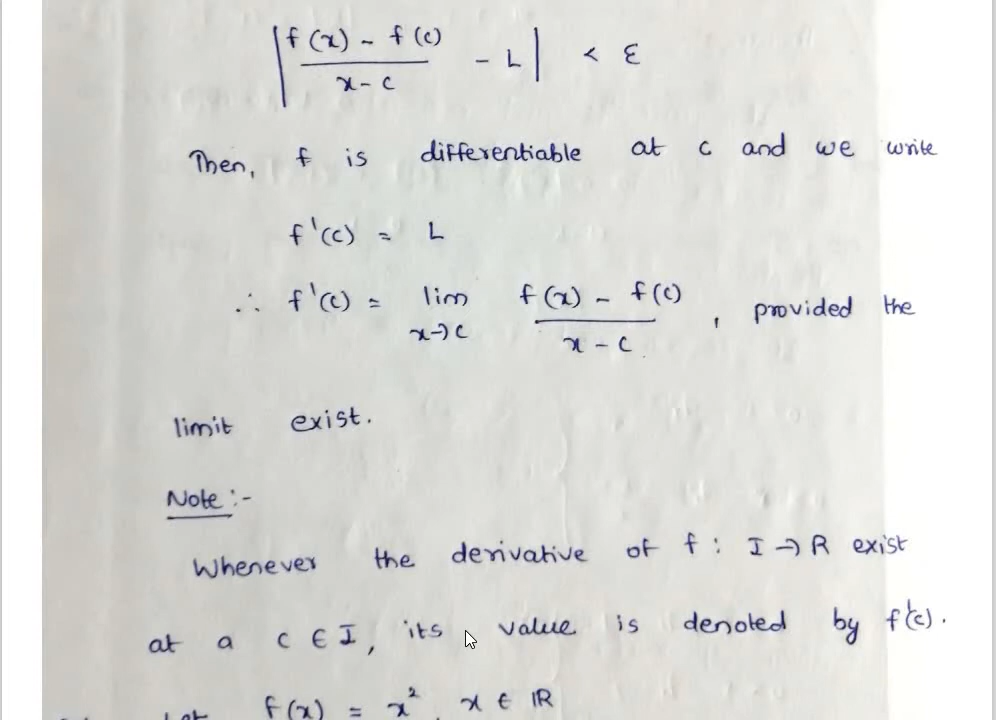 | f(x) - f(c) / x - c - L | < ε
Then, f is differentiable at c and we write
f'(c) = L
∴ f'(c) = lim x→c f(x) - f(c) / x - c , provided the
limit exist.
Note :-
Whenever the derivative of f : I → R exist
at a c ∈ I, its value is denoted by f'(c).
f(x) = x², x ∈ ℝ